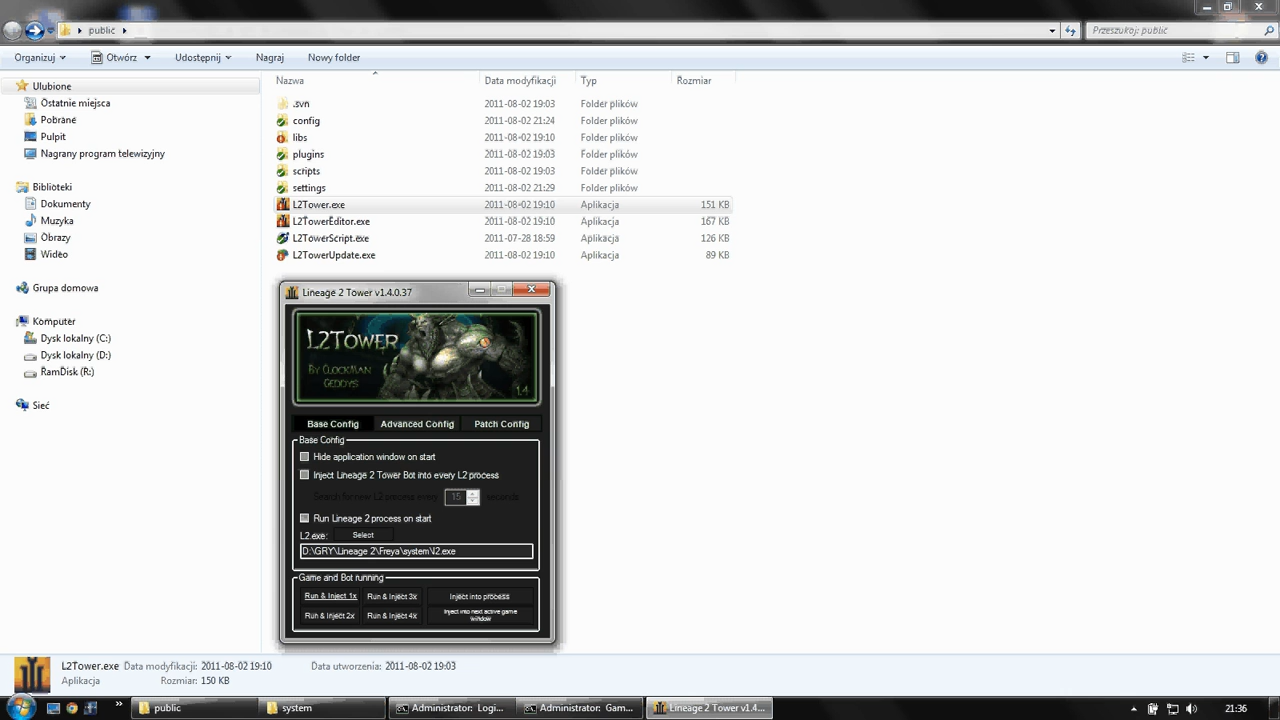 public
Przeszukaj: public
Organizuj
Otwórz
Udostępnij
Nagraj
Nowy folder
Ulubione
Ostatnie miejsca
Pobrane
Pulpit
Nagrany program telewizyjny
Biblioteki
Dokumenty
Muzyka
Obrazy
Wideo
Grupa domowa
Komputer
Dysk lokalny (C:)
Dysk lokalny (D:)
RamDisk (R:)
Sieć
Nazwa Data modyfikacji Typ Rozmiar
.svn 2011-08-02 19:03 Folder plików
config 2011-08-02 21:24 Folder plików
libs 2011-08-02 19:10 Folder plików
plugins 2011-08-02 19:03 Folder plików
scripts 2011-08-02 19:03 Folder plików
settings 2011-08-02 21:29 Folder plików
L2Tower.exe 2011-08-02 19:10 Aplikacja 151 KB
L2TowerEditor.exe 2011-08-02 19:10 Aplikacja 167 KB
L2TowerScript.exe 2011-07-28 18:59 Aplikacja 126 KB
L2TowerUpdate.exe 2011-08-02 19:10 Aplikacja 89 KB
Lineage 2 Tower v1.4.0.37
L2Tower
By ClockMan
Geddys
1.4
Base Config Advanced Config Patch Config
Base Config
Hide application window on start
Inject Lineage 2 Tower Bot into every L2 process
Search for new L2 process every 15 seconds
Run Lineage 2 process on start
L2.exe: Select
D:\GRY\Lineage 2\Freya\system\l2.exe
Game and Bot running
Run & Inject 1x Run & Inject 3x Inject into process
Run & Inject 2x Run & Inject 4x Inject into next active game
window
L2Tower.exe Data modyfikacji: 2011-08-02 19:10 Data utworzenia: 2011-08-02 19:03
Aplikacja Rozmiar: 150 KB
public
system
Administrator: Logi...
Administrator: Gam...
Lineage 2 Tower v1.4...
21:36